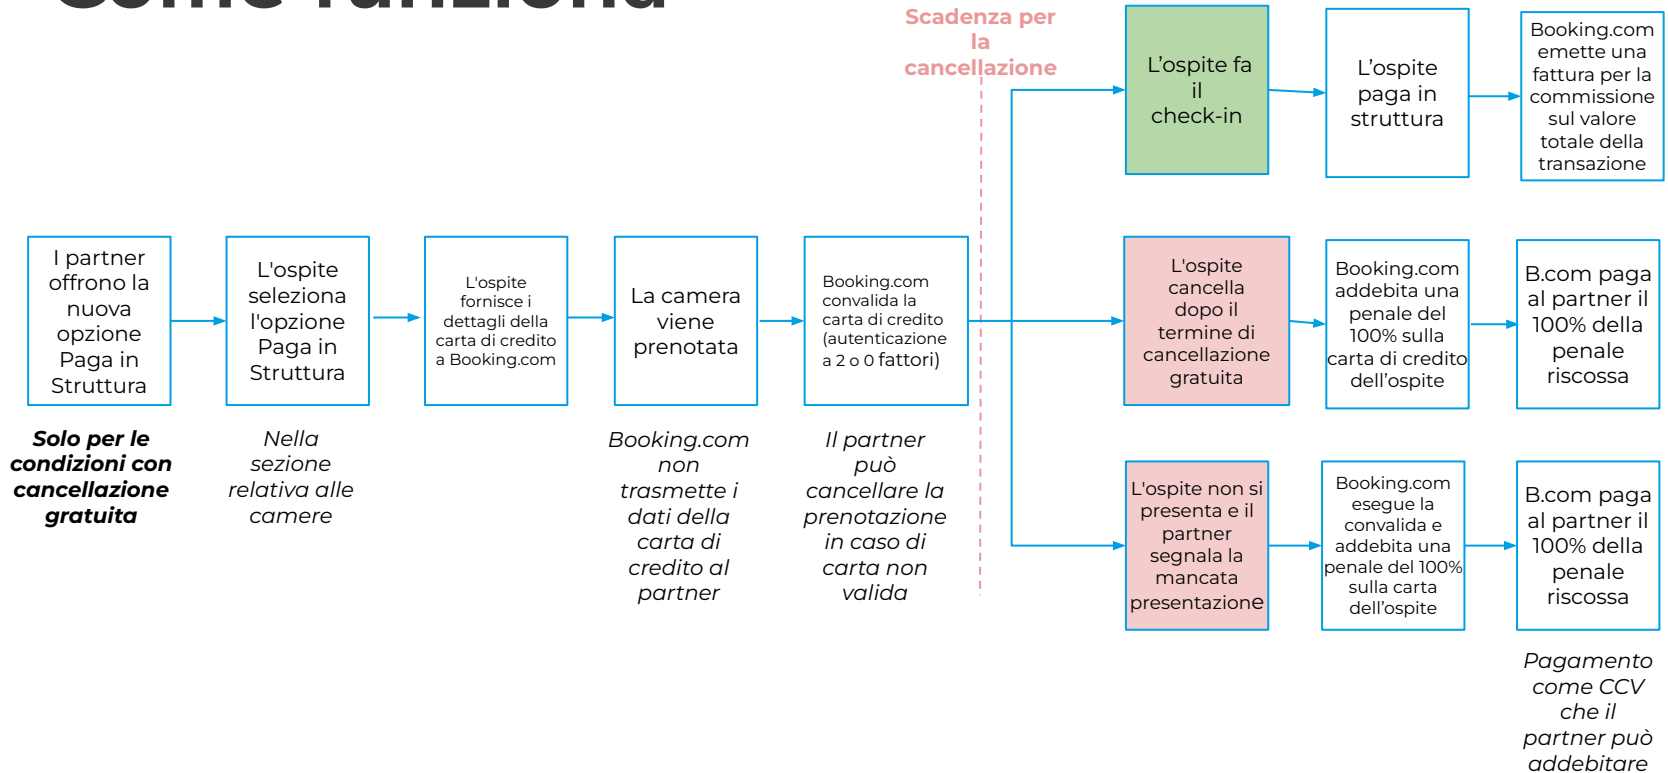 Come funziona
Scadenza per
la
cancellazione
I partner
offrono la
nuova
opzione
Paga in
Struttura
Solo per le
condizioni con
cancellazione
gratuita
L'ospite
seleziona
l'opzione
Paga in
Struttura
Nella
sezione
relativa alle
camere
L'ospite
fornisce i
dettagli della
carta di credito
a Booking.com
La camera
viene
prenotata
Booking.com
non
trasmette i
dati della
carta di
credito al
partner
Booking.com
convalida la
carta di credito
(autenticazione
a 2 o 0 fattori)
Il partner
può
cancellare la
prenotazione
in caso di
carta non
valida
L’ospite fa
il
check-in
L’ospite
paga in
struttura
Booking.com
emette una
fattura per la
commissione
sul valore
totale della
transazione
L'ospite
cancella
dopo il
termine di
cancellazione
gratuita
Booking.com
addebita una
penale del
100% sulla
carta di credito
dell’ospite
B.com paga
al partner il
100% della
penale
riscossa
L'ospite non si
presenta e il
partner
segnala la
mancata
presentazione
Booking.com
esegue la
convalida e
addebita una
penale del 100%
sulla carta
dell’ospite
B.com paga
al partner il
100% della
penale
riscossa
Pagamento
come CCV
che il
partner può
addebitare